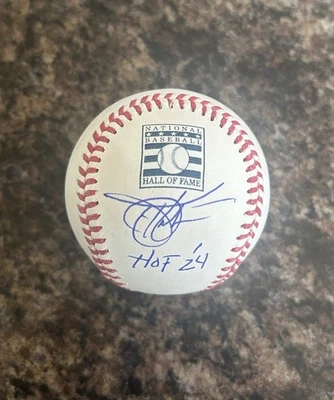 NATIONAL
BASEBALL
HALL OF FAME
HOF '24